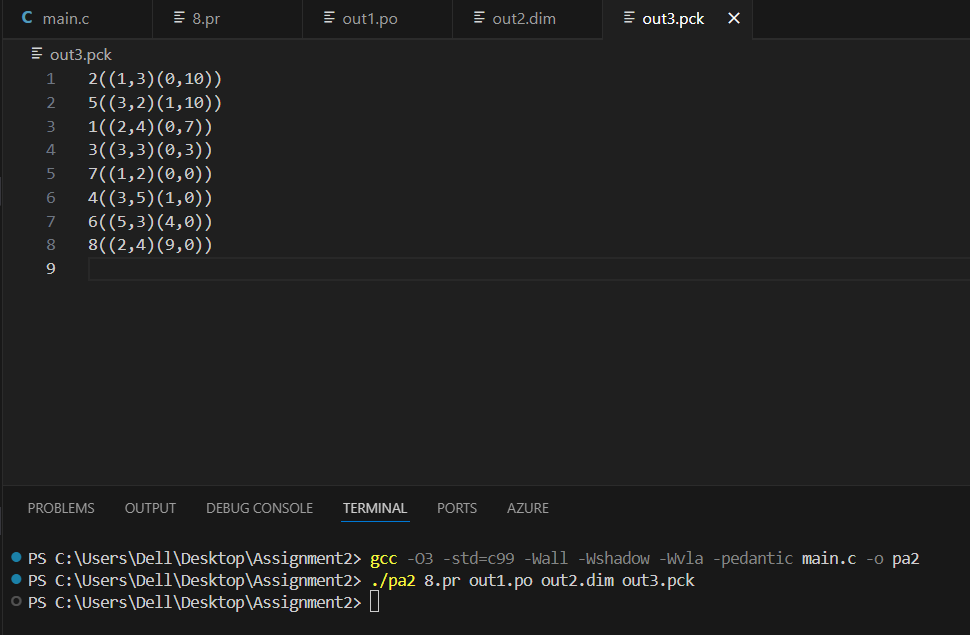 main.c 8.pr out1.po out2.dim out3.pck
out3.pck
1 2((1,3)(0,10))
2 5((3,2)(1,10))
3 1((2,4)(0,7))
4 3((3,3)(0,3))
5 7((1,2)(0,0))
6 4((3,5)(1,0))
7 6((5,3)(4,0))
8 8((2,4)(9,0))
9
PROBLEMS OUTPUT DEBUG CONSOLE TERMINAL PORTS AZURE
PS C:\Users\Dell\Desktop\Assignment2> gcc -O3 -std=c99 -Wall -Wshadow -Wvla -pedantic main.c -o pa2
PS C:\Users\Dell\Desktop\Assignment2> ./pa2 8.pr out1.po out2.dim out3.pck
PS C:\Users\Dell\Desktop\Assignment2>